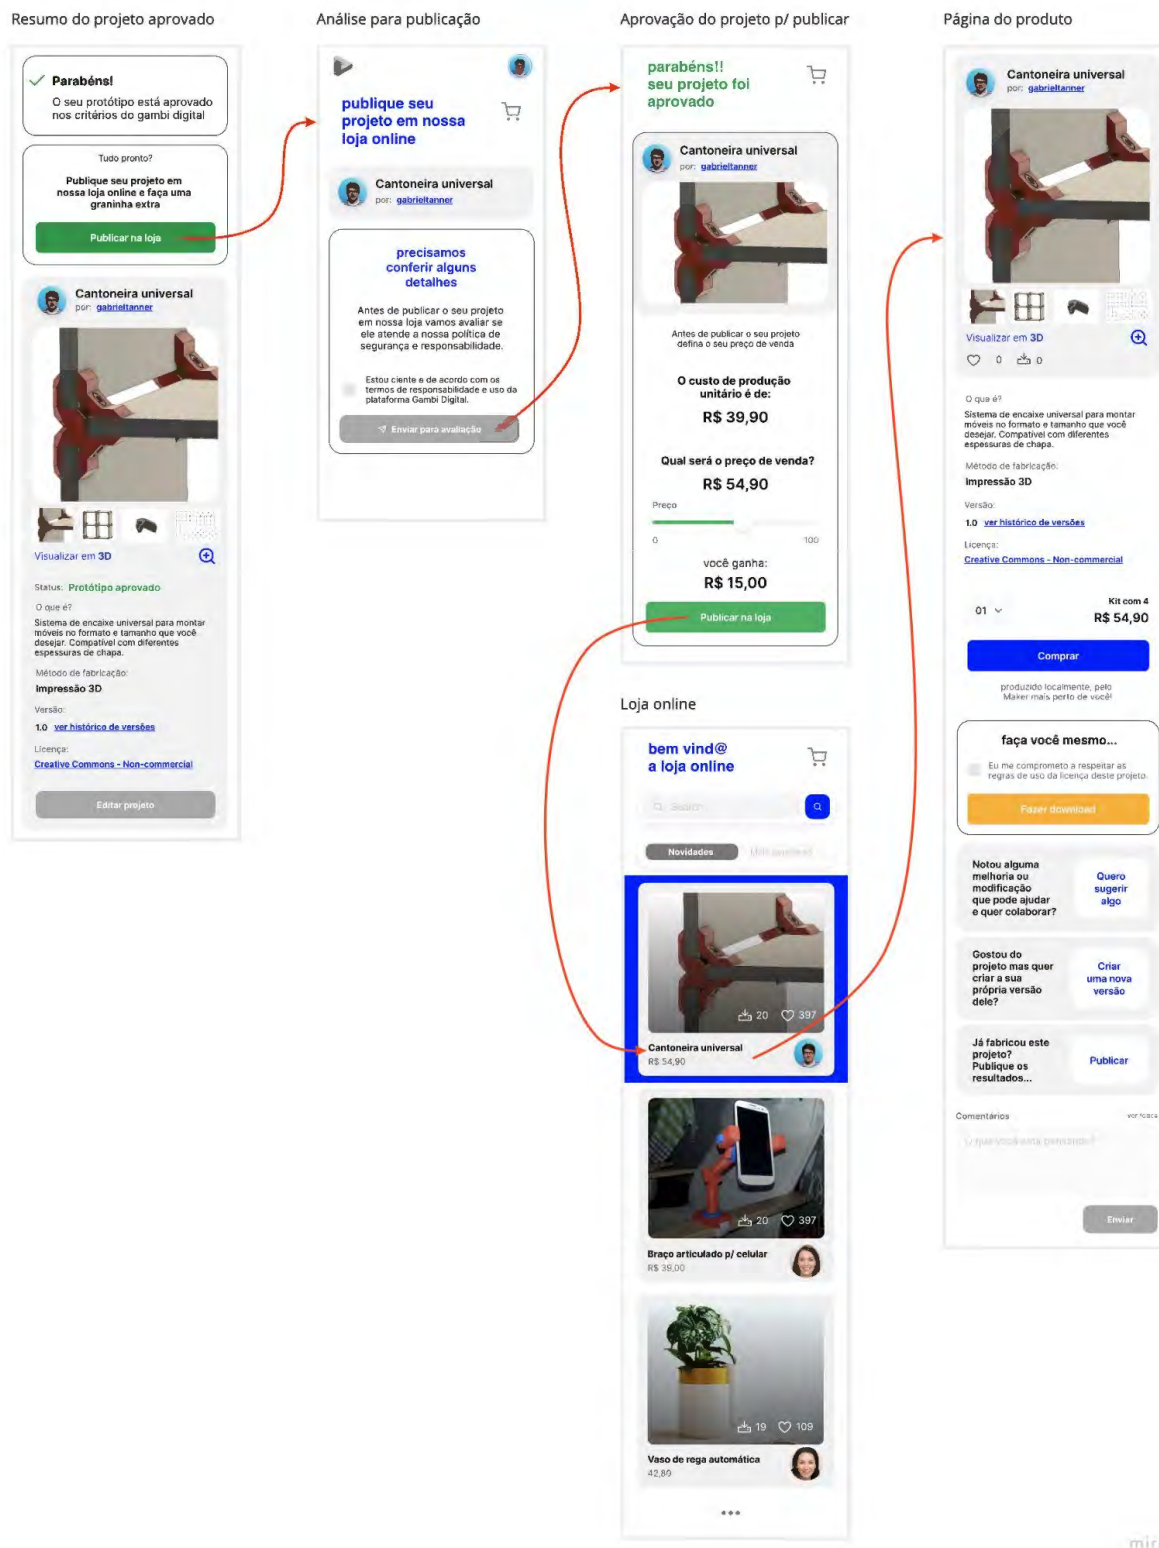 Resumo do projeto aprovado
Parabéns!
O seu protótipo está aprovado
nos critérios do gambi digital
Tudo pronto?
Publique seu projeto em
nossa loja online e faça uma
graninha extra
Publicar na loja
Cantoneira universal
por: gabrieltanner
Visualizar em 3D
Status: Protótipo aprovado
O que é?
Sistema de encaixe universal para montar
móveis no formato e tamanho que você
desejar. Compatível com diferentes
espessuras de chapa.
Método de fabricação:
Impressão 3D
Versão:
1.0 ver histórico de versões
Licença:
Creative Commons - Non-commercial
Editar projeto
Análise para publicação
publique seu
projeto em nossa
loja online
Cantoneira universal
por: gabrieltanner
precisamos
conferir alguns
detalhes
Antes de publicar o seu projeto
em nossa loja vamos avaliar se
ele atende a nossa política de
segurança e responsabilidade.
Estou ciente e de acordo com os
termos de responsabilidade e uso da
plataforma Gambi Digital.
Enviar para avaliação
Aprovação do projeto p/ publicar
parabéns!!
seu projeto foi
aprovado
Cantoneira universal
por: gabrieltanner
Antes de publicar o seu projeto
defina o seu preço de venda
O custo de produção
unitário é de:
R$ 39,90
Qual será o preço de venda?
R$ 54,90
Preço
0 100
você ganha:
R$ 15,00
Publicar na loja
Loja online
bem vind@
a loja online
Search
Novidades
20 397
Cantoneira universal
R$ 54,90
20 397
Braço articulado p/ celular
R$ 39,00
19 109
Vaso de rega automática
42,80
Página do produto
Cantoneira universal
por: gabrieltanner
Visualizar em 3D
0 0
O que é?
Sistema de encaixe universal para montar
móveis no formato e tamanho que você
desejar. Compatível com diferentes
espessuras de chapa.
Método de fabricação:
Impressão 3D
Versão:
1.0 ver histórico de versões
Licença:
Creative Commons - Non-commercial
Kit com 4
01 R$ 54,90
Comprar
produzido localmente, pelo
Maker mais perto de você!
faça você mesmo...
Eu me comprometo a respeitar as
regras de uso da licença deste projeto.
Fazer download
Notou alguma
melhoria ou
modificação
que pode ajudar
e quer colaborar?
Quero
sugerir
algo
Gostou do
projeto mas quer
criar a sua
própria versão
dele?
Criar
uma nova
versão
Já fabricou este
projeto?
Publique os
resultados...
Publicar
Comentários
O que você está pensando?
Enviar